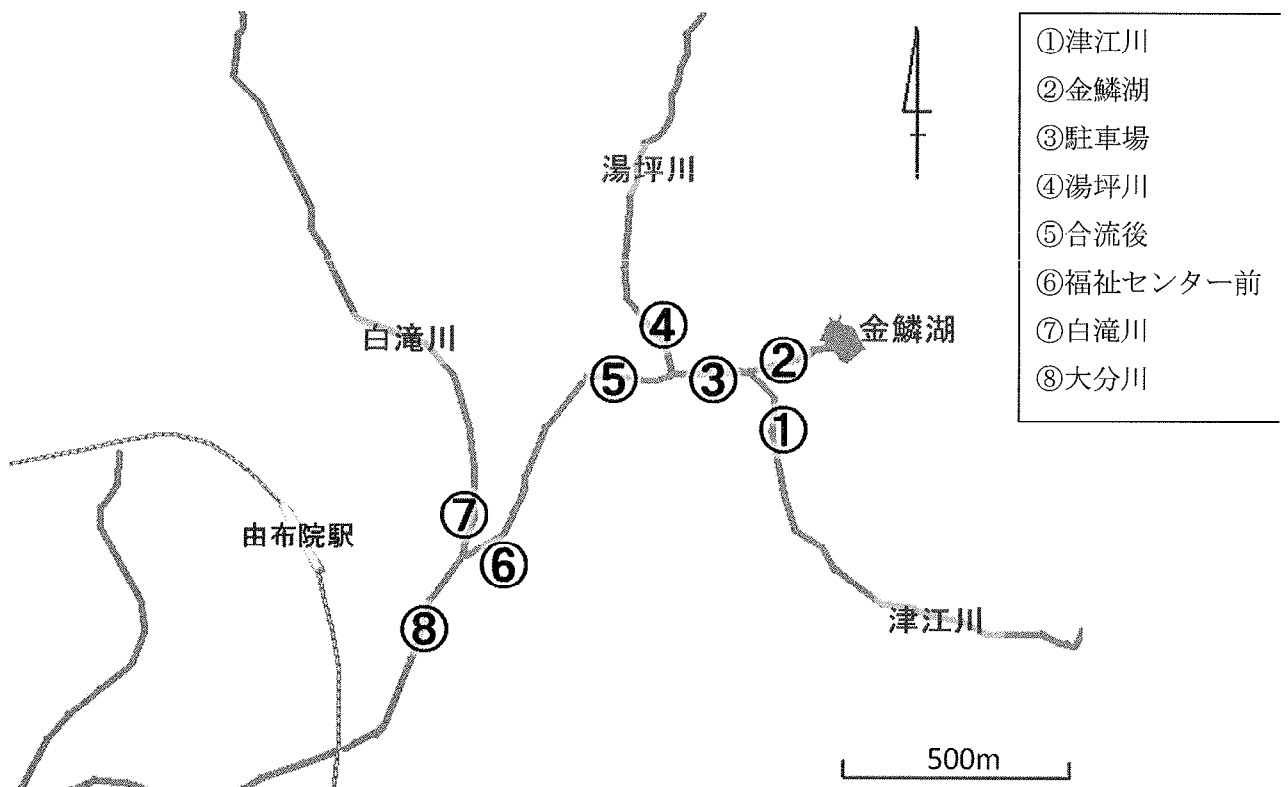 湯坪川
白滝川
金鱗湖
④
②
⑤
③
①
⑦
由布院駅
⑥
⑧
津江川
500m
①津江川
②金鱗湖
③駐車場
④湯坪川
⑤合流後
⑥福祉センター前
⑦白滝川
⑧大分川